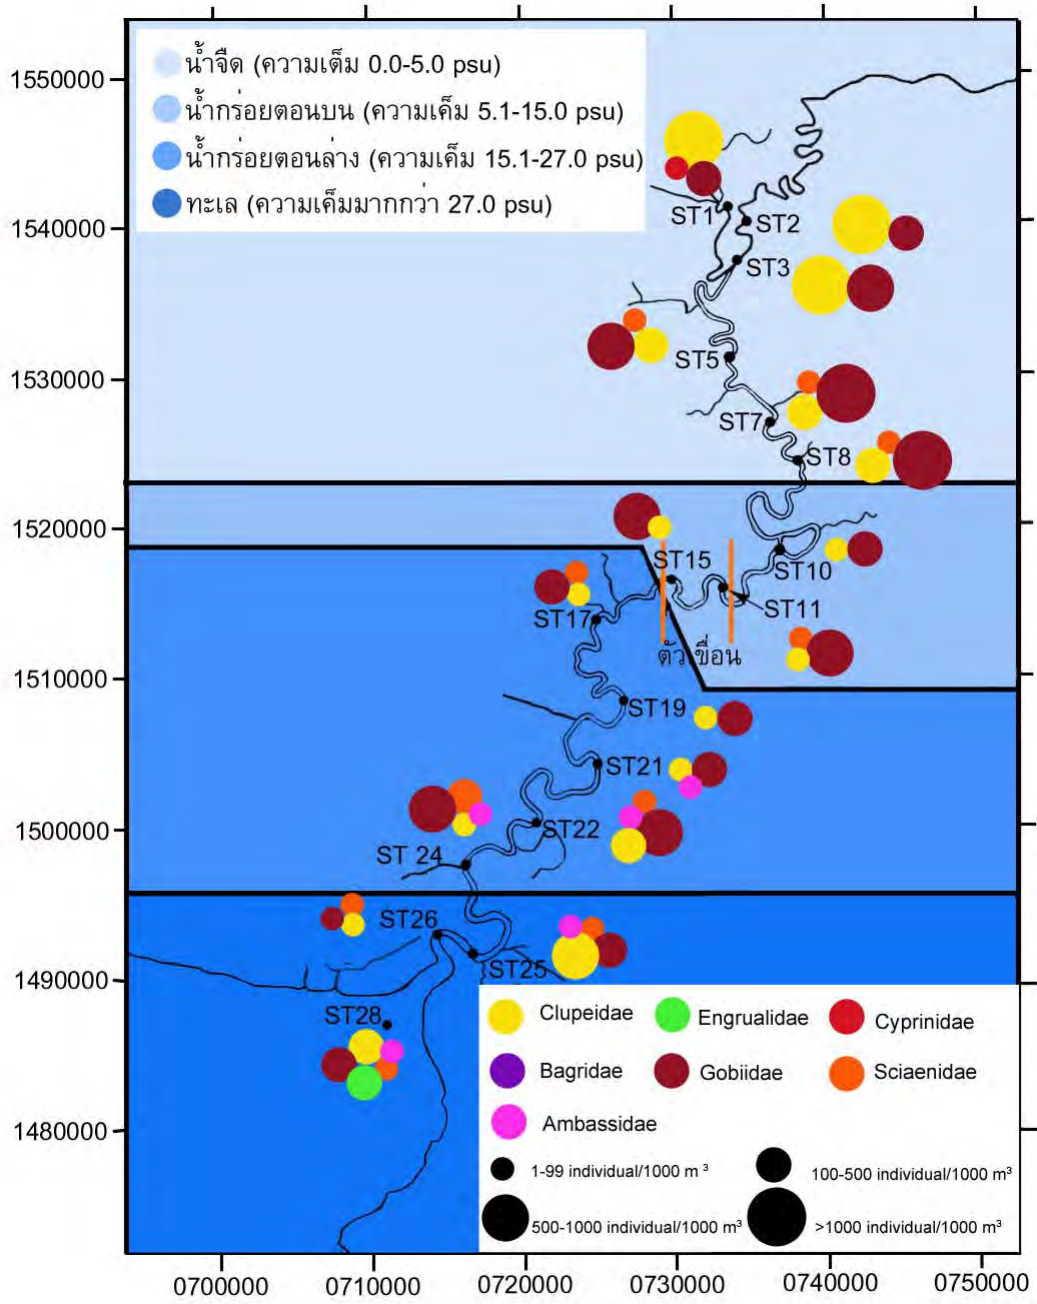 น้ำจืด (ความเต็ม 0.0-5.0 psu)
น้ำกร่อยตอนบน (ความเค็ม 5.1-15.0 psu)
น้ำกร่อยตอนล่าง (ความเค็ม 15.1-27.0 psu)
ทะเล (ความเค็มมากกว่า 27.0 psu)
1550000
1540000
1530000
1520000
1510000
1500000
1490000
1480000
ST1
ST2
ST3
ST5
ST7
ST8
ST15
ST10
ST11
ST17
ตัวเขื่อน
ST19
ST21
ST22
ST 24
ST26
ST25
ST28
Clupeidae
Engrualidae
Cyprinidae
Bagridae
Gobiidae
Sciaenidae
Ambassidae
1-99 individual/1000 m³
100-500 individual/1000 m³
500-1000 individual/1000 m³
>1000 individual/1000 m³
0700000 0710000 0720000 0730000 0740000 0750000